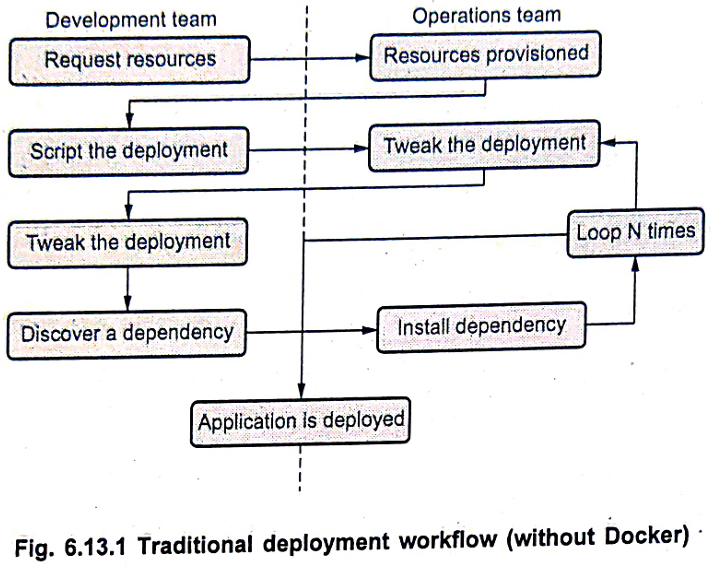 Development team
Operations team
Request resources
Resources provisioned
Script the deployment
Tweak the deployment
Tweak the deployment
Loop N times
Discover a dependency
Install dependency
Application is deployed
Fig. 6.13.1 Traditional deployment workflow (without Docker)